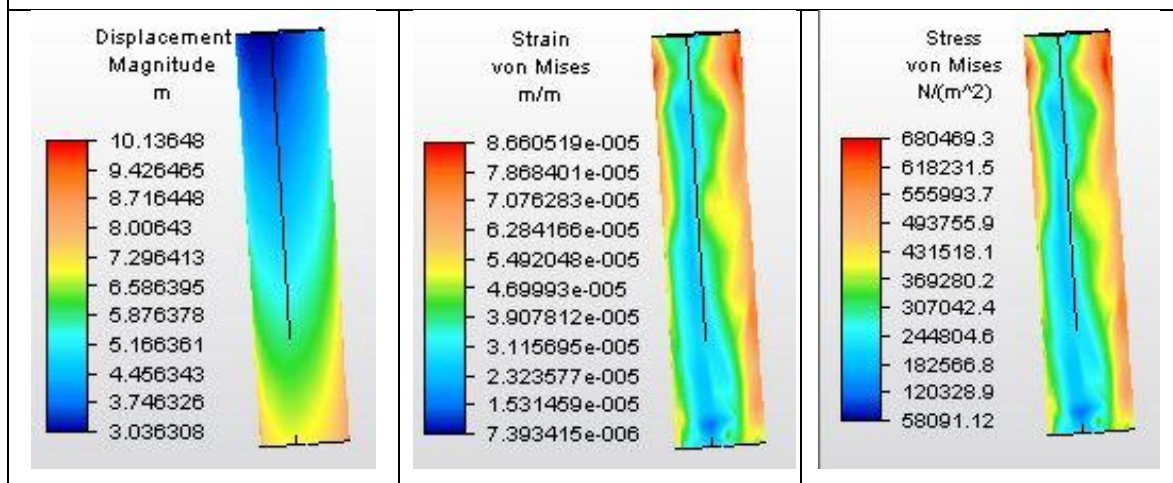 Displacement
Magnitude
m
10.13648
9.426465
8.716448
8.00643
7.296413
6.586395
5.876378
5.166361
4.456343
3.746326
3.036308
Strain
von Mises
m/m
8.660519e-005
7.868401e-005
7.076283e-005
6.284166e-005
5.492048e-005
4.69993e-005
3.907812e-005
3.115695e-005
2.323577e-005
1.531459e-005
7.393415e-006
Stress
von Mises
N/(m^2)
680469.3
618231.5
555993.7
493755.9
431518.1
369280.2
307042.4
244804.6
182566.8
120328.9
58091.12